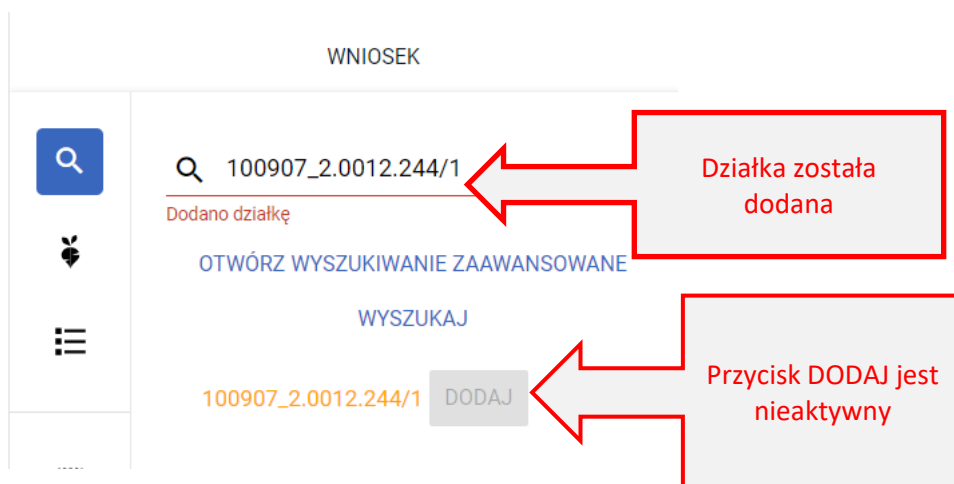 WNIOSEK
100907_2.0012.244/1
Działka została
dodana
Dodano działkę
OTWÓRZ WYSZUKIWANIE ZAAWANSOWANE
WYSZUKAJ
100907_2.0012.244/1 DODAJ
Przycisk DODAJ jest
nieaktywny